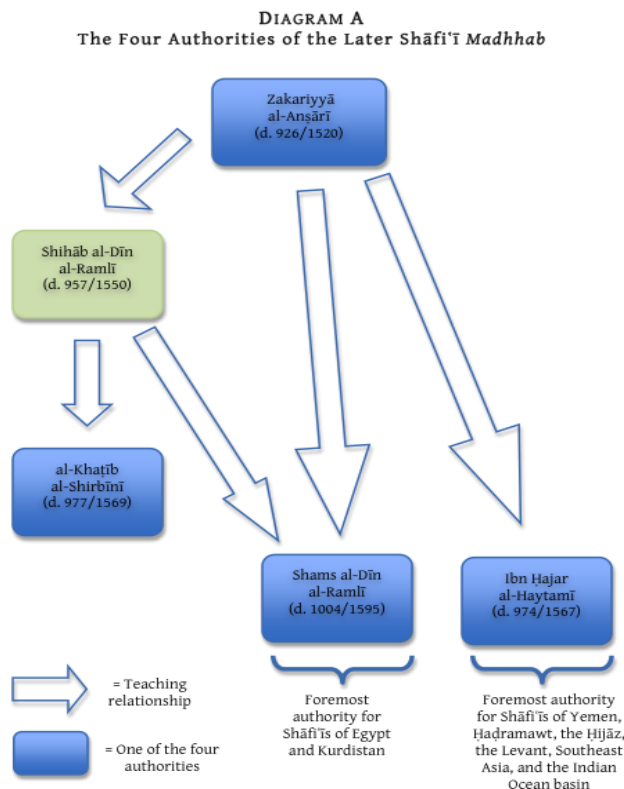 DIAGRAM A
The Four Authorities of the Later Shāfiʿī Madhhab
Zakariyyā
al-Anṣārī
(d. 926/1520)
Shihāb al-Dīn
al-Ramlī
(d. 957/1550)
al-Khaṭīb
al-Shirbīnī
(d. 977/1569)
Shams al-Dīn
al-Ramlī
(d. 1004/1595)
Ibn Ḥajar
al-Haytamī
(d. 974/1567)
= Teaching
relationship
= One of the four
authorities
Foremost
authority for
Shāfiʿīs of Egypt
and Kurdistan
Foremost authority
for Shāfiʿīs of Yemen,
Ḥaḍramawt, the Ḥijāz,
the Levant, Southeast
Asia, and the Indian
Ocean basin